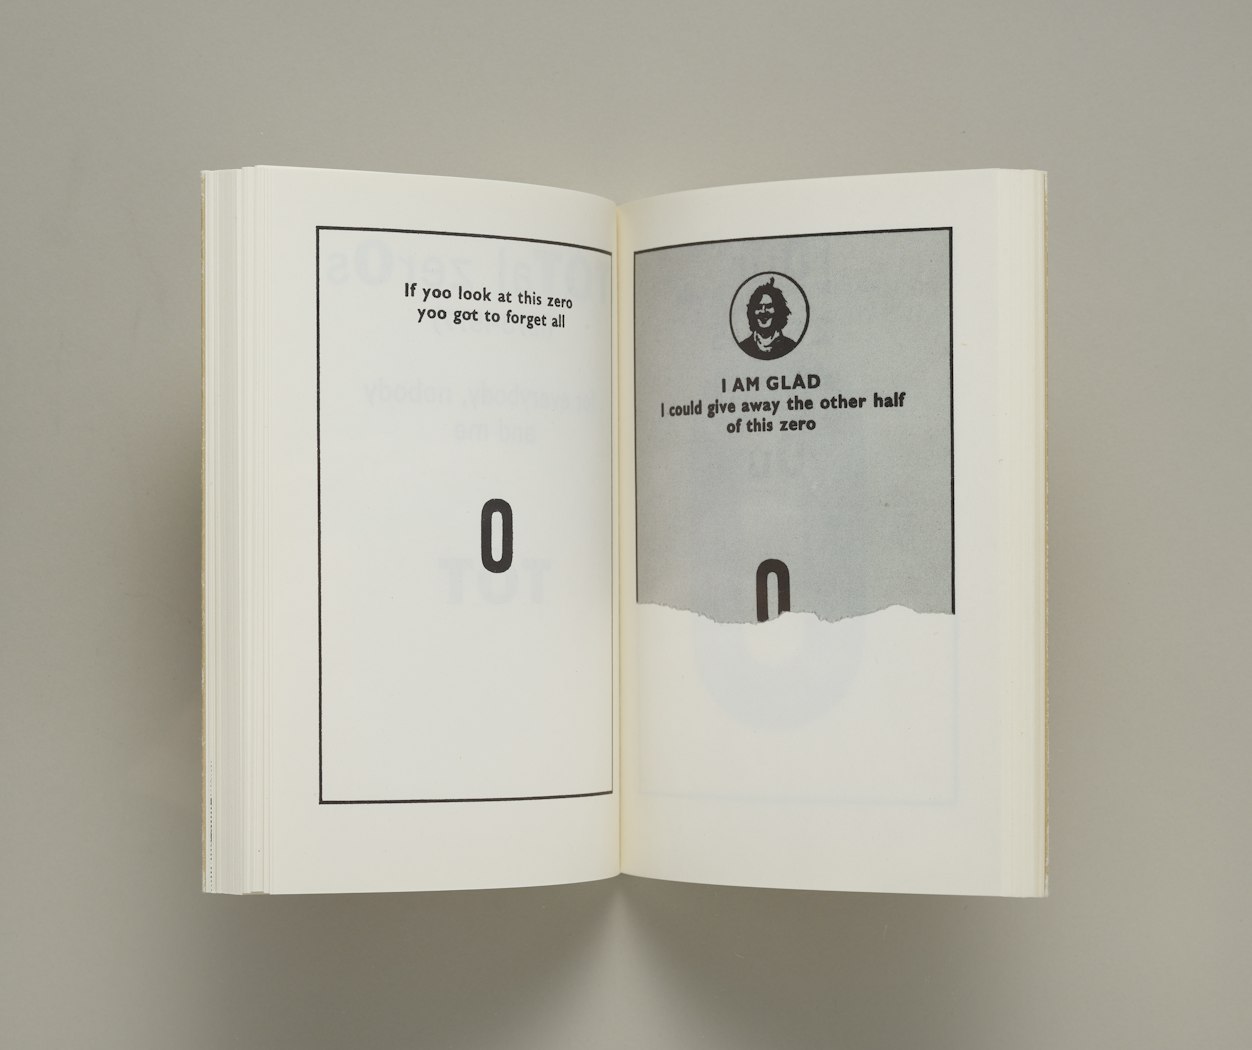 If yoo look at this zero
yoo got to forget all
0
I AM GLAD
I could give away the other half
of this zero
0